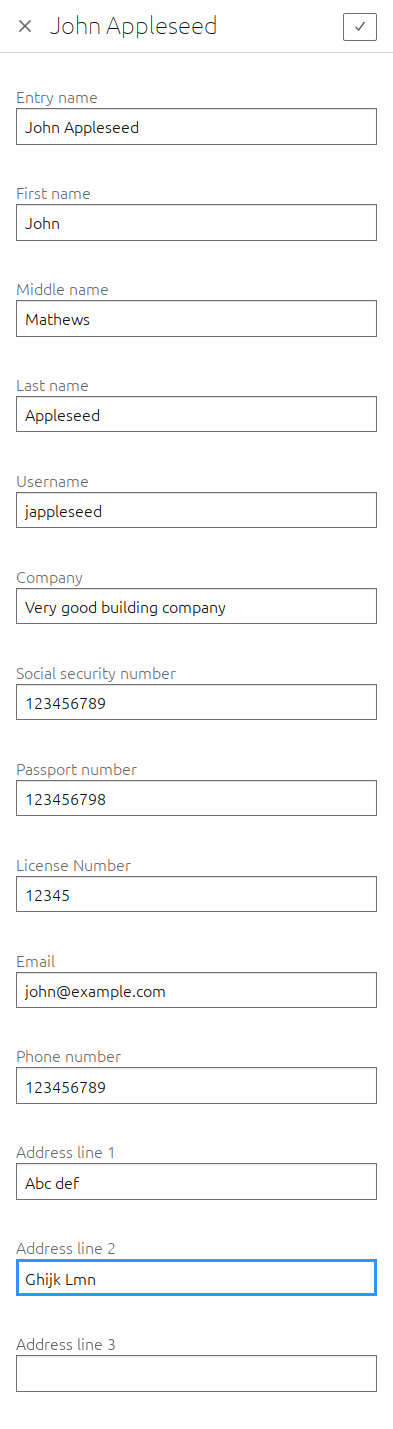 John Appleseed
Entry name
John Appleseed
First name
John
Middle name
Mathews
Last name
Appleseed
Username
jappleseed
Company
Very good building company
Social security number
123456789
Passport number
123456798
License Number
12345
Email
john@example.com
Phone number
123456789
Address line 1
Abc def
Address line 2
Ghijk Lmn
Address line 3